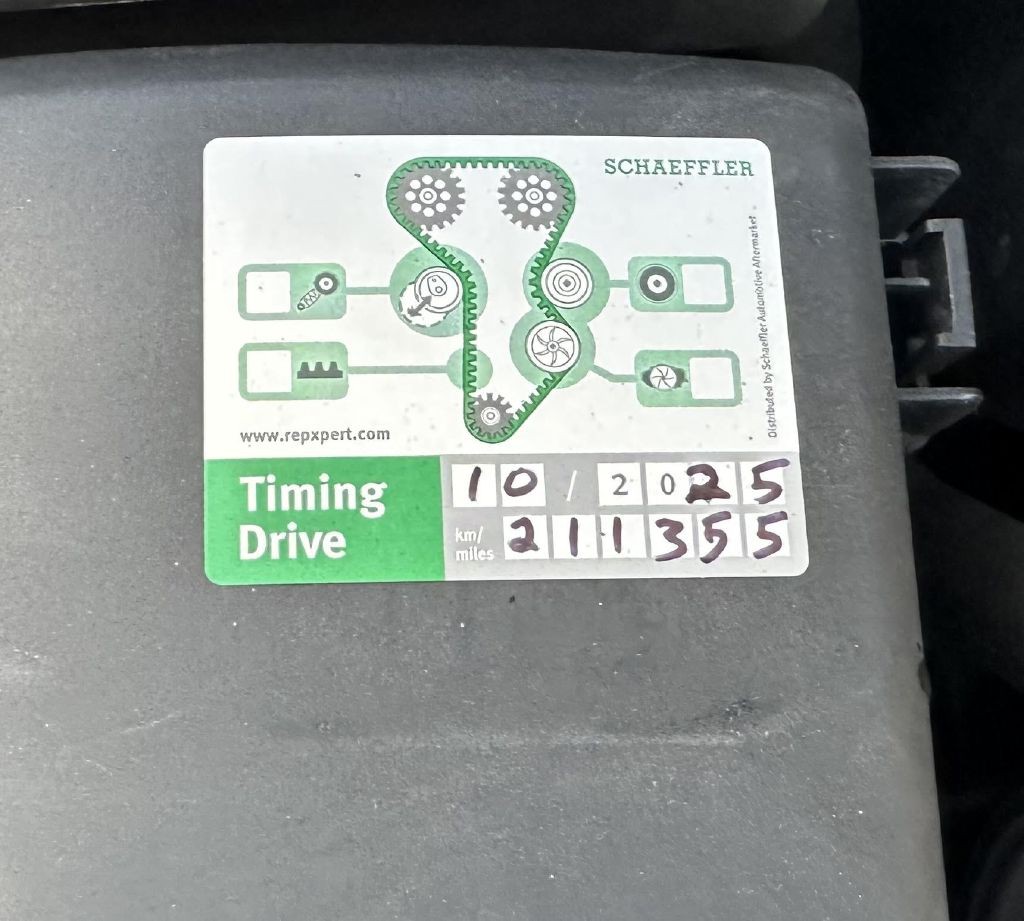 SCHAEFFLER
Distributed by Schaeffler Automotive Aftermarket
www.repxpert.com
Timing
Drive
10 / 2025
km/
miles
211355